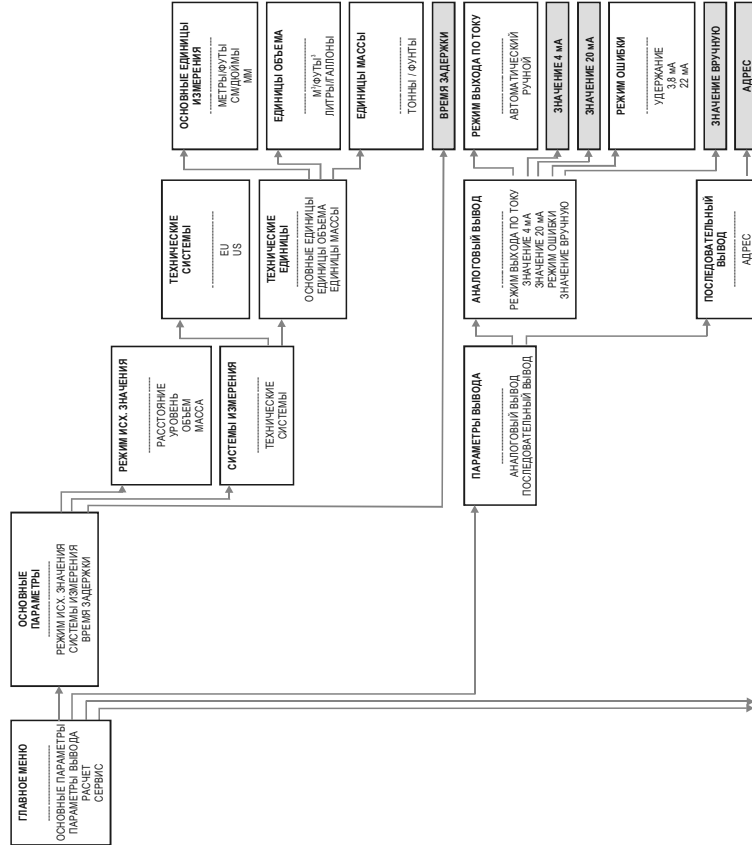 ГЛАВНОЕ МЕНЮ
ОСНОВНЫЕ ПАРАМЕТРЫ
ПАРАМЕТРЫ ВЫВОДА
РАСЧЕТ
СЕРВИС
ОСНОВНЫЕ
ПАРАМЕТРЫ
РЕЖИМ ИСХ. ЗНАЧЕНИЯ
СИСТЕМЫ ИЗМЕРЕНИЯ
ВРЕМЯ ЗАДЕРЖКИ
РЕЖИМ ИСХ. ЗНАЧЕНИЯ
РАССТОЯНИЕ
УРОВЕНЬ
ОБЪЕМ
МАССА
СИСТЕМЫ ИЗМЕРЕНИЯ
ТЕХНИЧЕСКИЕ
СИСТЕМЫ
ТЕХНИЧЕСКИЕ
СИСТЕМЫ
EU
US
ТЕХНИЧЕСКИЕ
ЕДИНИЦЫ
ОСНОВНЫЕ ЕДИНИЦЫ
ЕДИНИЦЫ ОБЪЕМА
ЕДИНИЦЫ МАССЫ
ОСНОВНЫЕ ЕДИНИЦЫ
ИЗМЕРЕНИЯ
МЕТРЫ/ФУТЫ
СМ/ДЮЙМЫ
ММ
ЕДИНИЦЫ ОБЪЕМА
М³/ФУТЫ³
ЛИТРЫ/ГАЛЛОНЫ
ЕДИНИЦЫ МАССЫ
ТОННЫ / ФУНТЫ
ВРЕМЯ ЗАДЕРЖКИ
ПАРАМЕТРЫ ВЫВОДА
АНАЛОГОВЫЙ ВЫВОД
ПОСЛЕДОВАТЕЛЬНЫЙ ВЫВОД
АНАЛОГОВЫЙ ВЫВОД
РЕЖИМ ВЫХОДА ПО ТОКУ
ЗНАЧЕНИЕ 4 мА
ЗНАЧЕНИЕ 20 мА
РЕЖИМ ОШИБКИ
ЗНАЧЕНИЕ ВРУЧНУЮ
РЕЖИМ ВЫХОДА ПО ТОКУ
АВТОМАТИЧЕСКИЙ
РУЧНОЙ
ЗНАЧЕНИЕ 4 мА
ЗНАЧЕНИЕ 20 мА
РЕЖИМ ОШИБКИ
УДЕРЖАНИЕ
3,8 мА
22 мА
ЗНАЧЕНИЕ ВРУЧНУЮ
ПОСЛЕДОВАТЕЛЬНЫЙ
ВЫВОД
АДРЕС
АДРЕС